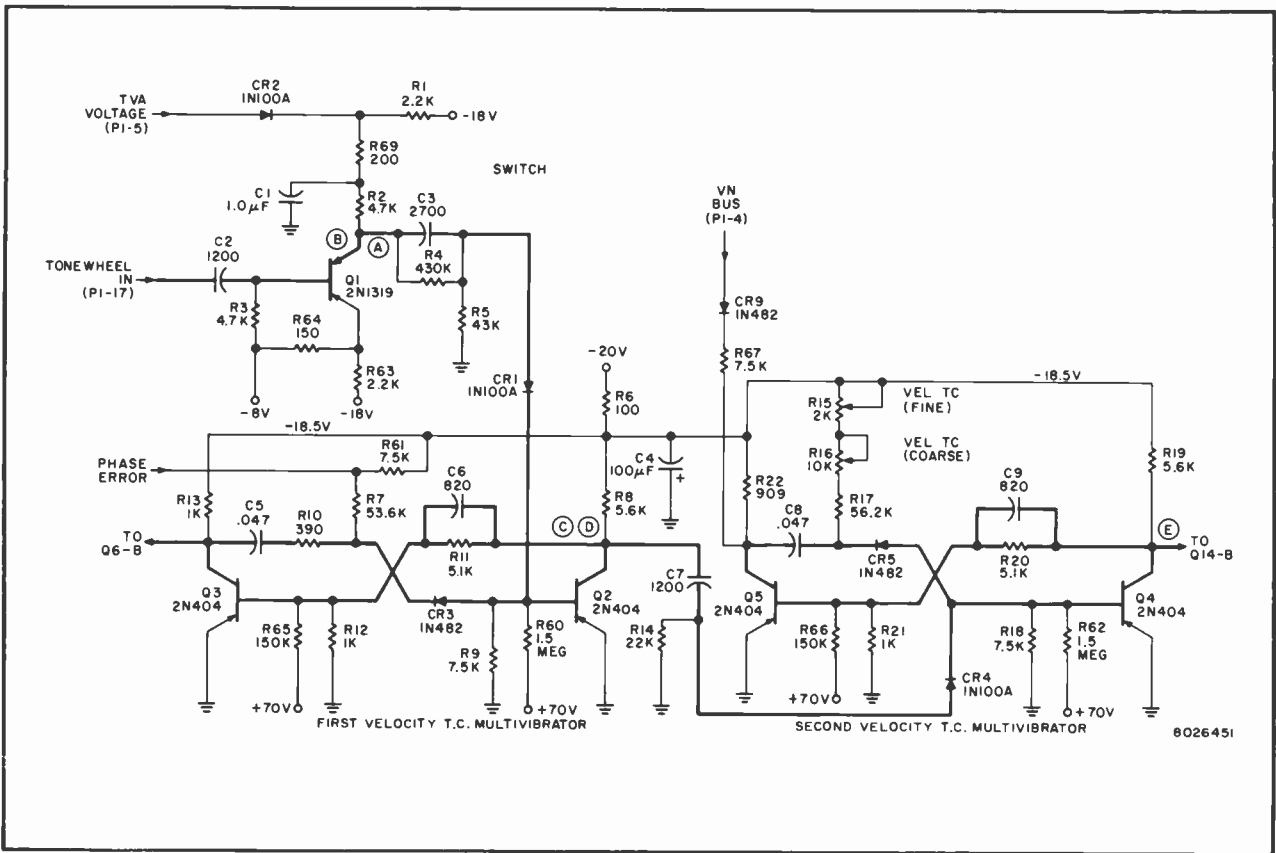 TVA
VOLTAGE
(P1-5)
CR2
1N100A
R1
2.2K
-18V
R69
200
SWITCH
C1
1.0µF
R2
4.7K
C3
2700
B
A
R4
430K
C2
1200
TONEWHEEL
IN
(P1-17)
Q1
2N1319
R3
4.7K
R64
150
R5
43K
R63
2.2K
-8V
-18V
CR1
1N100A
VN
BUS
(P1-4)
CR9
1N482
R67
7.5K
-20V
R6
100
-18.5V
-18.5V
R15
2K
VEL TC
(FINE)
R16
10K
VEL TC
(COARSE)
R19
5.6K
PHASE
ERROR
R61
7.5K
C4
100µF
+
R13
1K
C5
.047
R10
390
R7
53.6K
C6
820
R11
5.1K
C
D
R8
5.6K
R22
909
C8
.047
R17
56.2K
C9
820
R20
5.1K
E
TO
Q6-B
TO
Q14-B
CR5
1N482
C7
1200
Q3
2N404
CR3
1N482
Q2
2N404
Q5
2N404
Q4
2N404
R65
150K
R12
1K
R9
7.5K
R60
1.5
MEG
R14
22K
R66
150K
R21
1K
R18
7.5K
R62
1.5
MEG
CR4
1N100A
+70V
+70V
+70V
+70V
FIRST VELOCITY T.C. MULTIVIBRATOR
SECOND VELOCITY T.C. MULTIVIBRATOR
8026451